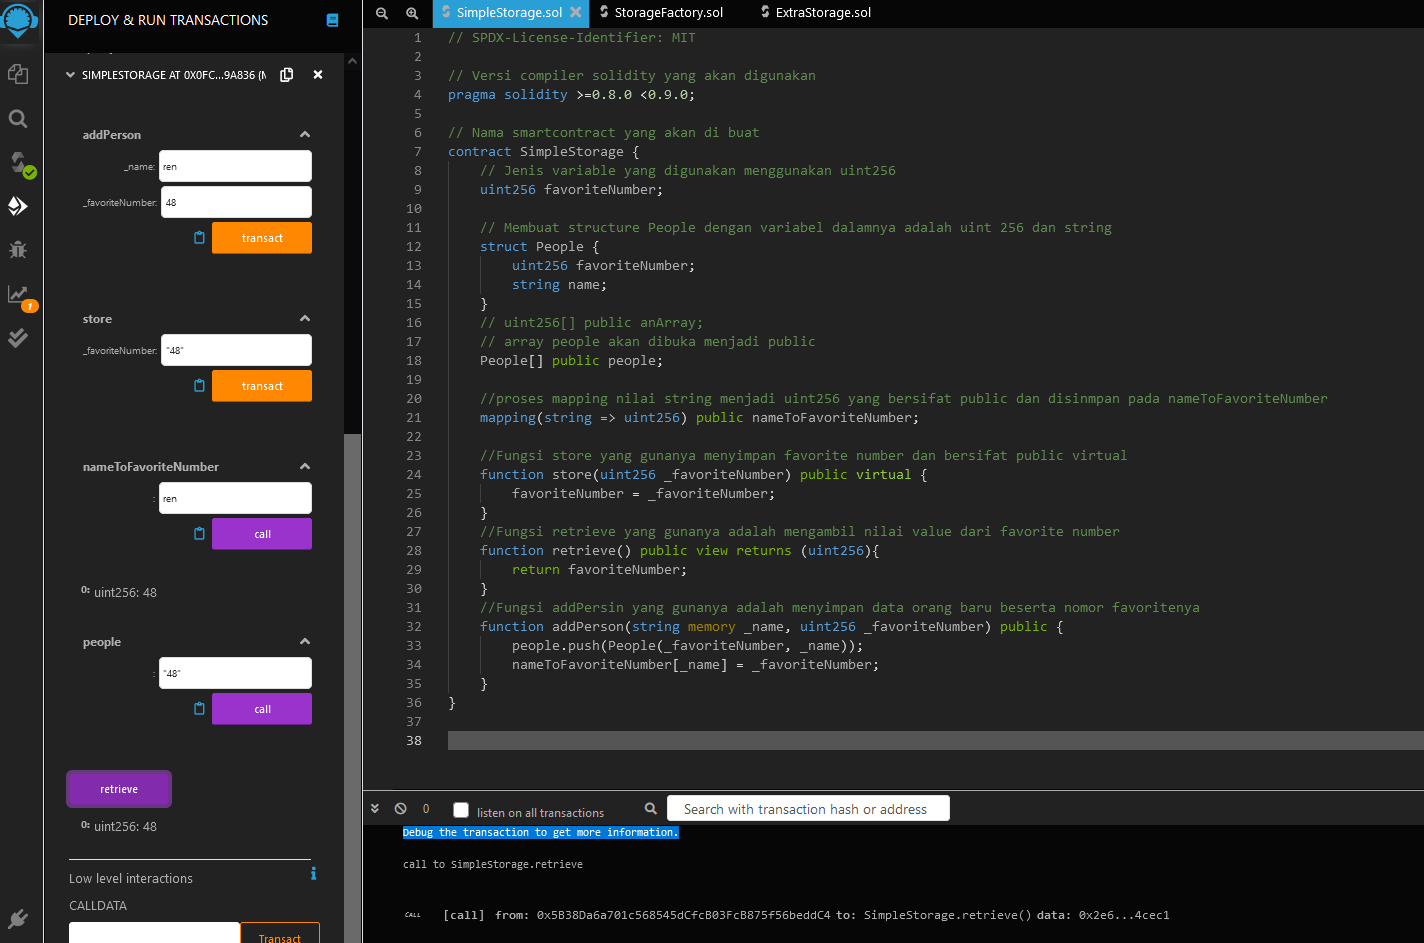 DEPLOY & RUN TRANSACTIONS
SIMPLESTORAGE AT 0X0FC...9A836 (M
addPerson
_name: ren
_favoriteNumber: 48
transact
store
_favoriteNumber: "48"
transact
nameToFavoriteNumber
: ren
call
0: uint256: 48
people
: "48"
call
retrieve
0: uint256: 48
Low level interactions
CALLDATA
Transact
1
SimpleStorage.sol
StorageFactory.sol
ExtraStorage.sol
1 // SPDX-License-Identifier: MIT
2
3 // Versi compiler solidity yang akan digunakan
4 pragma solidity >=0.8.0 <0.9.0;
5
6 // Nama smartcontract yang akan di buat
7 contract SimpleStorage {
8 // Jenis variable yang digunakan menggunakan uint256
9 uint256 favoriteNumber;
10
11 // Membuat structure People dengan variabel dalamnya adalah uint 256 dan string
12 struct People {
13 uint256 favoriteNumber;
14 string name;
15 }
16 // uint256[] public anArray;
17 // array people akan dibuka menjadi public
18 People[] public people;
19
20 //proses mapping nilai string menjadi uint256 yang bersifat public dan disinmpan pada nameToFavoriteNumber
21 mapping(string => uint256) public nameToFavoriteNumber;
22
23 //Fungsi store yang gunanya menyimpan favorite number dan bersifat public virtual
24 function store(uint256 _favoriteNumber) public virtual {
25 favoriteNumber = _favoriteNumber;
26 }
27 //Fungsi retrieve yang gunanya adalah mengambil nilai value dari favorite number
28 function retrieve() public view returns (uint256){
29 return favoriteNumber;
30 }
31 //Fungsi addPersin yang gunanya adalah menyimpan data orang baru beserta nomor favoritenya
32 function addPerson(string memory _name, uint256 _favoriteNumber) public {
33 people.push(People(_favoriteNumber, _name));
34 nameToFavoriteNumber[_name] = _favoriteNumber;
35 }
36 }
37
38
0 listen on all transactions Search with transaction hash or address
Debug the transaction to get more information.
call to SimpleStorage.retrieve
CALL [call] from: 0x5B38Da6a701c568545dCfcB03FcB875f56beddC4 to: SimpleStorage.retrieve() data: 0x2e6...4cec1